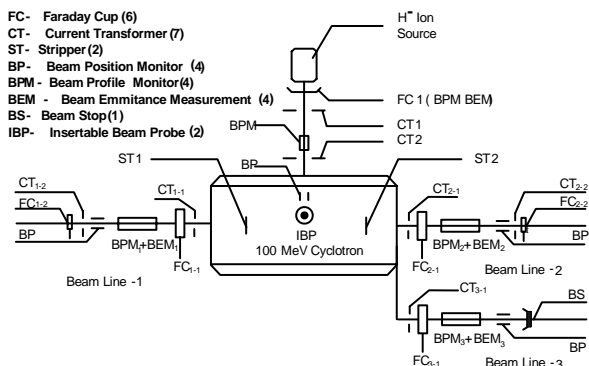 FC- Faraday Cup (6)
CT- Current Transformer (7)
ST- Stripper (2)
BP- Beam Position Monitor (4)
BPM - Beam Profile Monitor(4)
BEM - Beam Emmitance Measurement (4)
BS- Beam Stop(1)
IBP- Insertable Beam Probe (2)
H⁻ Ion
Source
FC 1 ( BPM BEM)
CT1
BPM
CT2
ST1
BP
ST2
CT1-2
CT1-1
CT2-1
CT2-2
FC1-2
FC2-2
BP
IBP
BP
BPM1+BEM1
100 MeV Cyclotron
BPM2+BEM2
FC1-1
FC2-1
Beam Line -1
Beam Line -2
CT3-1
BS
BPM3+BEM3
BP
FC3-1
Beam Line -3